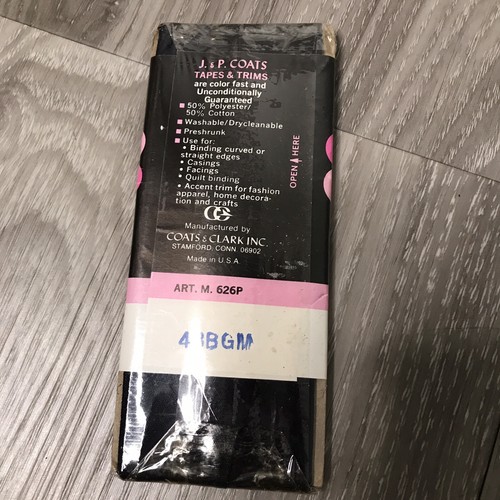 J. & P. COATS
TAPES & TRIMS
are color fast and
Unconditionally
Guaranteed
50% Polyester/
50% Cotton
Washable/Drycleanable
Preshrunk
Use for:
• Binding curved or
straight edges
• Casings
• Facings
• Quilt binding
• Accent trim for fashion
apparel, home decora-
tion and crafts
Manufactured by
COATS & CLARK INC.
STAMFORD, CONN. 06902
Made in U.S.A.
OPEN HERE
ART. M. 626P